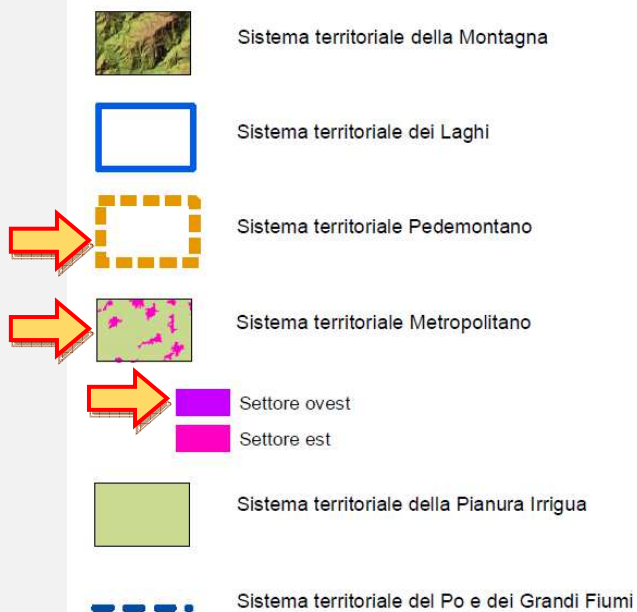 Sistema territoriale della Montagna
Sistema territoriale dei Laghi
Sistema territoriale Pedemontano
Sistema territoriale Metropolitano
Settore ovest
Settore est
Sistema territoriale della Pianura Irrigua
Sistema territoriale del Po e dei Grandi Fiumi